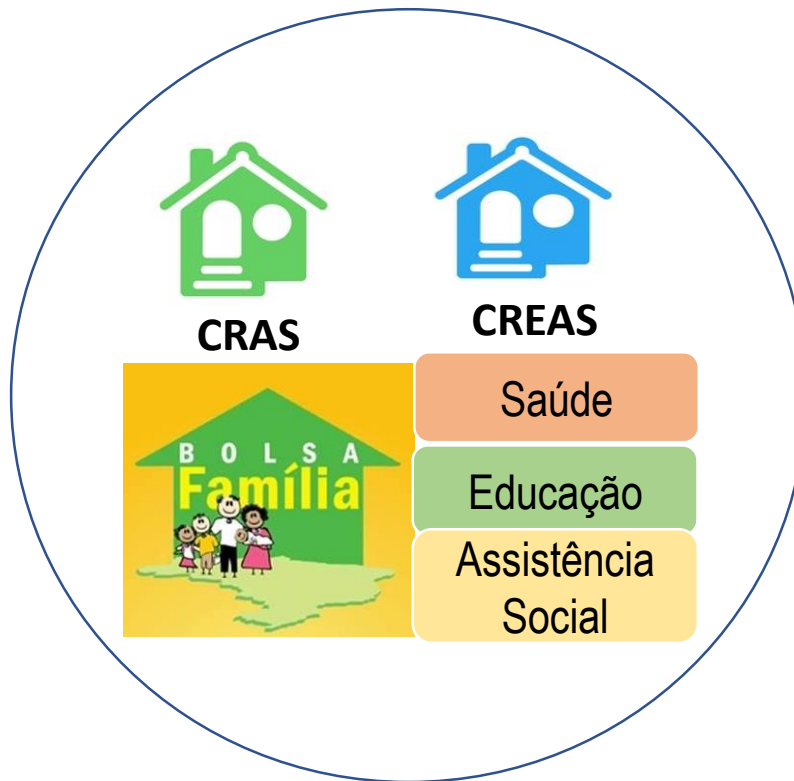 CRAS
CREAS
BOLSA
Família
Saúde
Educação
Assistência
Social